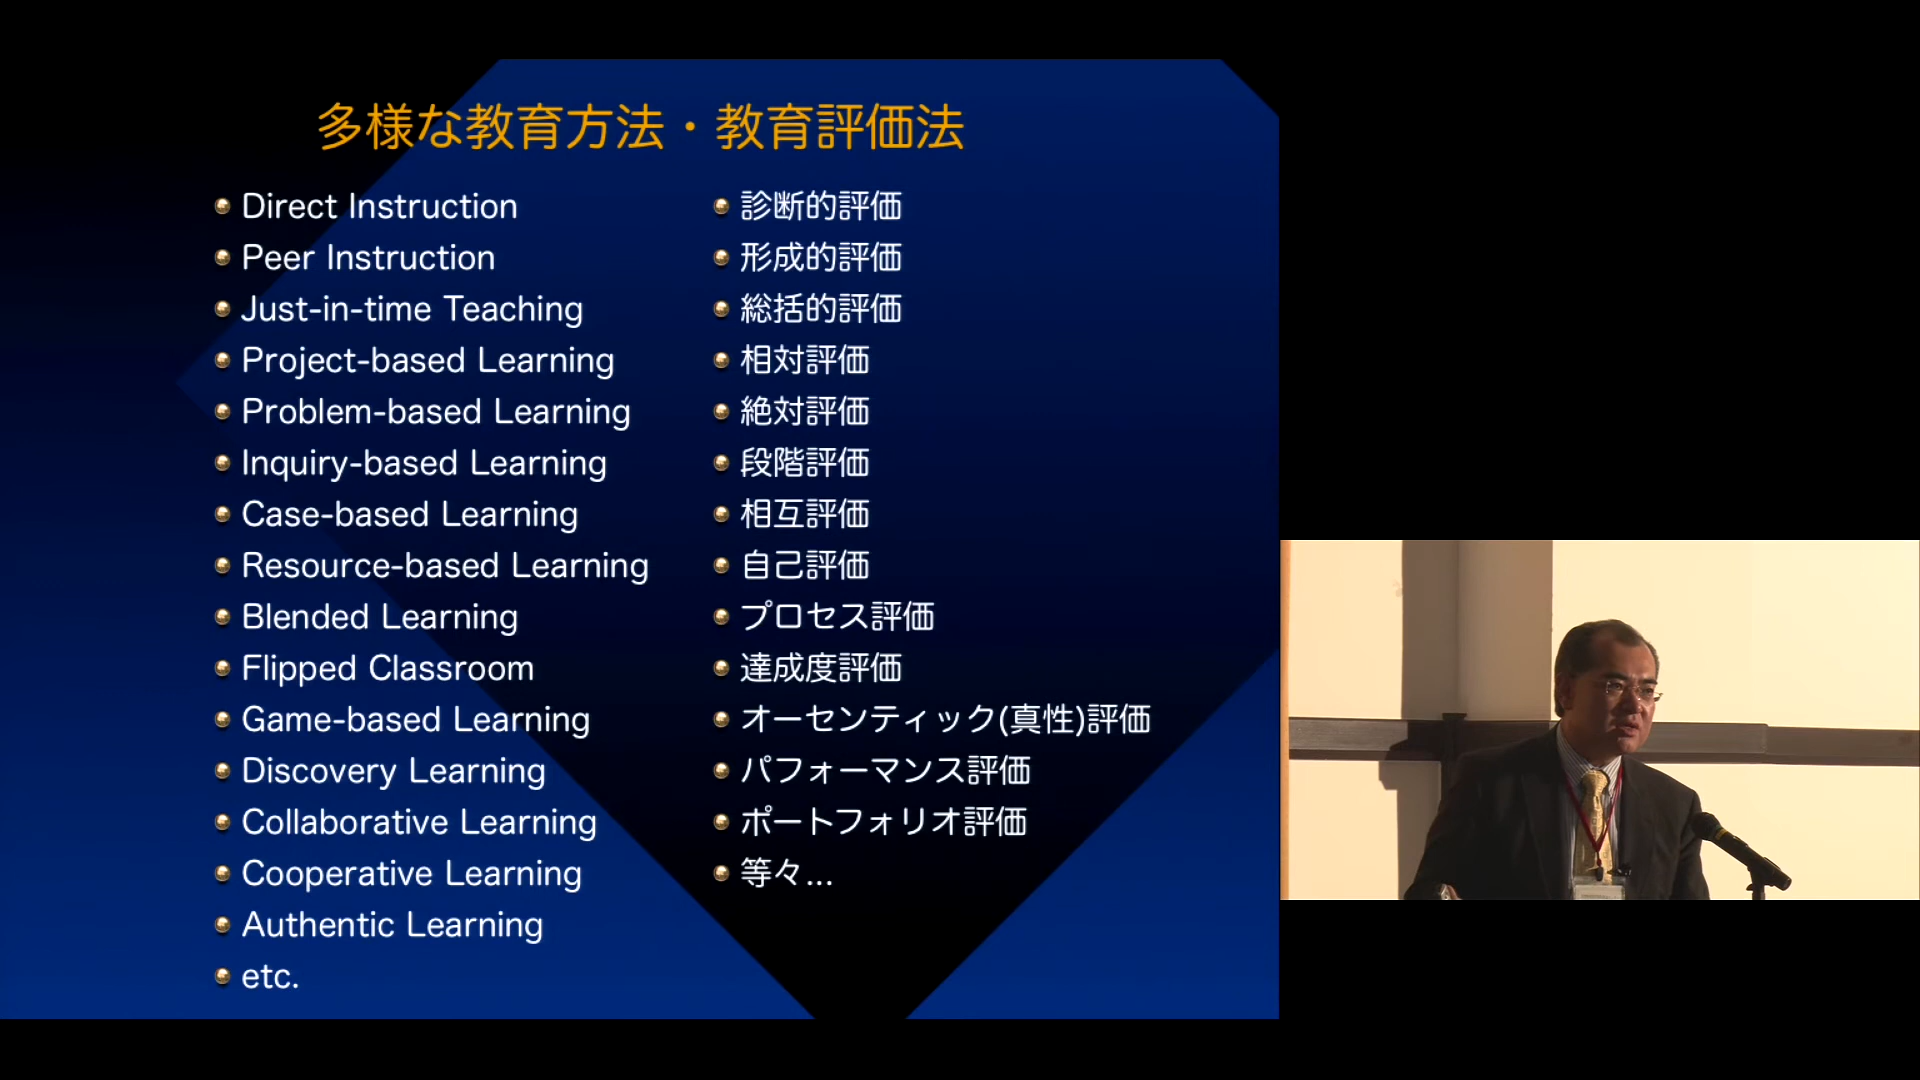 多様な教育方法・教育評価法
Direct Instruction
Peer Instruction
Just-in-time Teaching
Project-based Learning
Problem-based Learning
Inquiry-based Learning
Case-based Learning
Resource-based Learning
Blended Learning
Flipped Classroom
Game-based Learning
Discovery Learning
Collaborative Learning
Cooperative Learning
Authentic Learning
etc.
診断的評価
形成的評価
総括的評価
相対評価
絶対評価
段階評価
相互評価
自己評価
プロセス評価
達成度評価
オーセンティック(真性)評価
パフォーマンス評価
ポートフォリオ評価
等々...